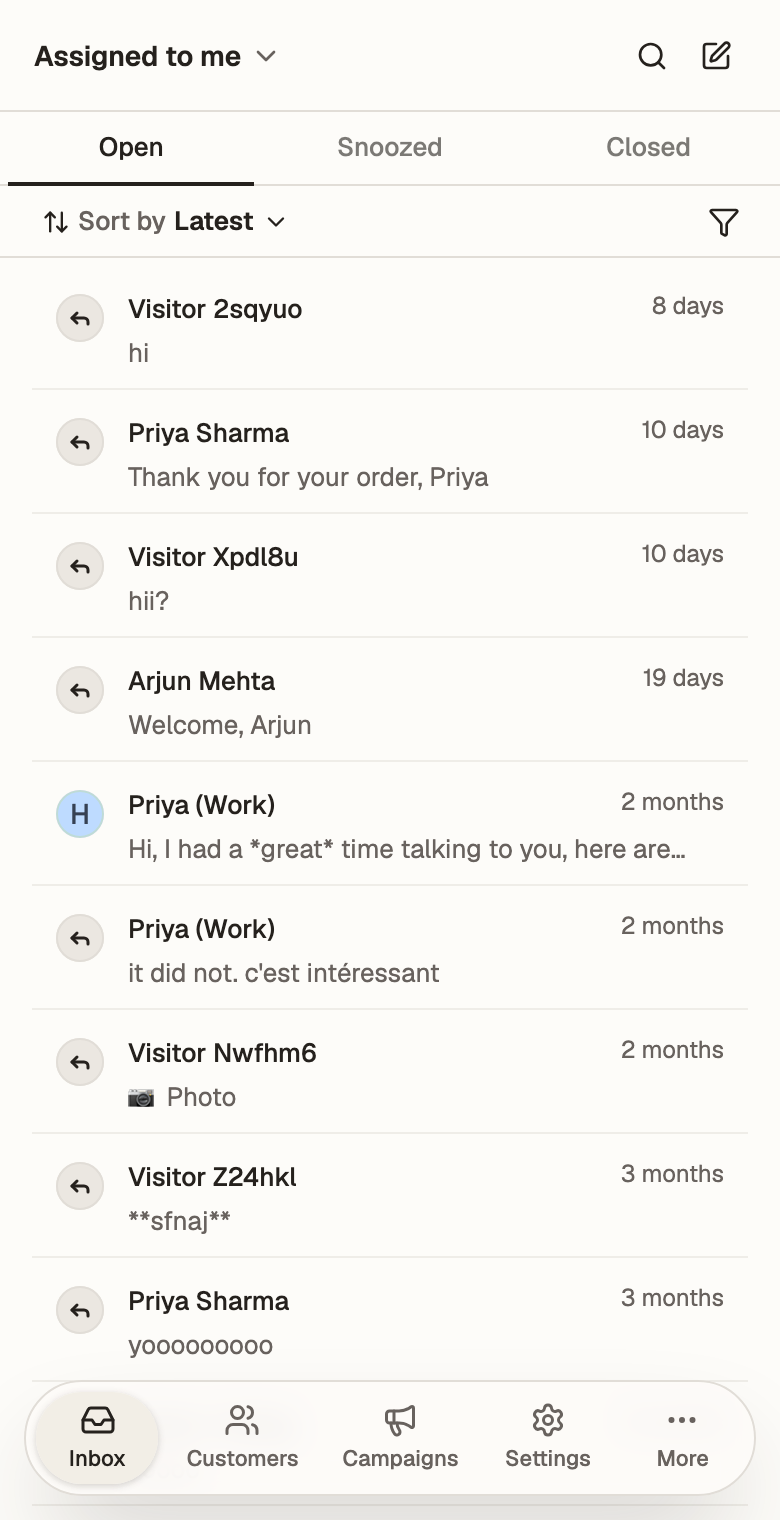 Assigned to me
Open Snoozed Closed
Sort by Latest
Visitor 2sqyuo 8 days
hi
Priya Sharma 10 days
Thank you for your order, Priya
Visitor Xpdl8u 10 days
hii?
Arjun Mehta 19 days
Welcome, Arjun
H Priya (Work) 2 months
Hi, I had a *great* time talking to you, here are...
Priya (Work) 2 months
it did not. c'est intéressant
Visitor Nwfhm6 2 months
📷 Photo
Visitor Z24hkl 3 months
**sfnaj**
Priya Sharma 3 months
yooooooooo
Inbox Customers Campaigns Settings More